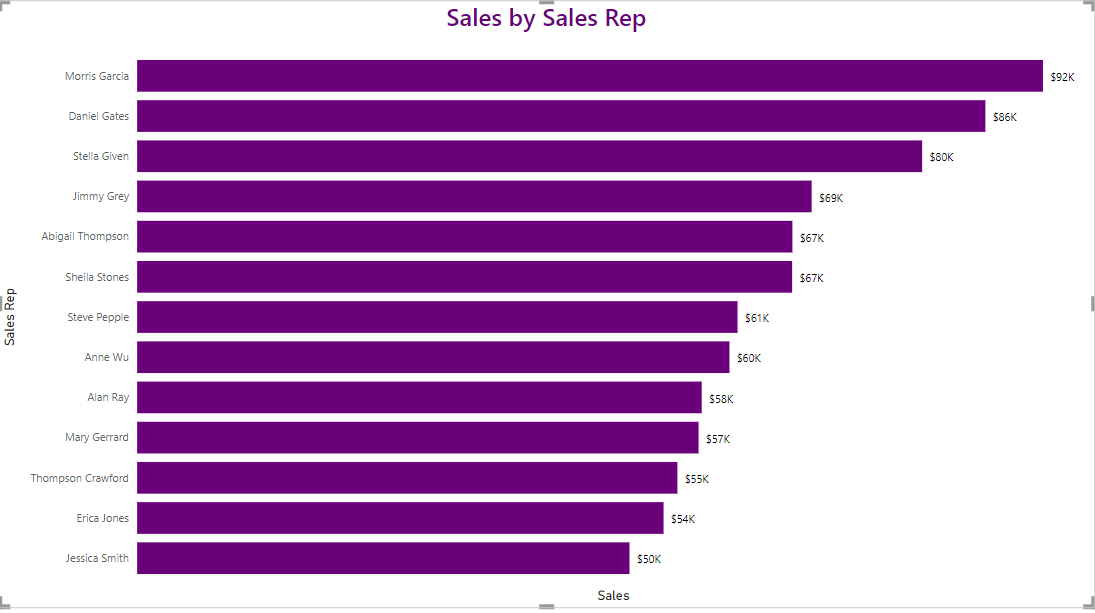 Sales by Sales Rep
Sales Rep
Morris Garcia $92K
Daniel Gates $86K
Stella Given $80K
Jimmy Grey $69K
Abigail Thompson $67K
Sheila Stones $67K
Steve Pepple $61K
Anne Wu $60K
Alan Ray $58K
Mary Gerrard $57K
Thompson Crawford $55K
Erica Jones $54K
Jessica Smith $50K
Sales